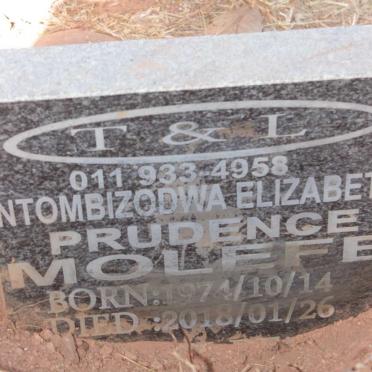 T & L
011 933-4958
NTOMBIZODWA ELIZABET
PRUDENCE
MOLEFE
BORN:1974/10/14
DIED.:2018/01/26